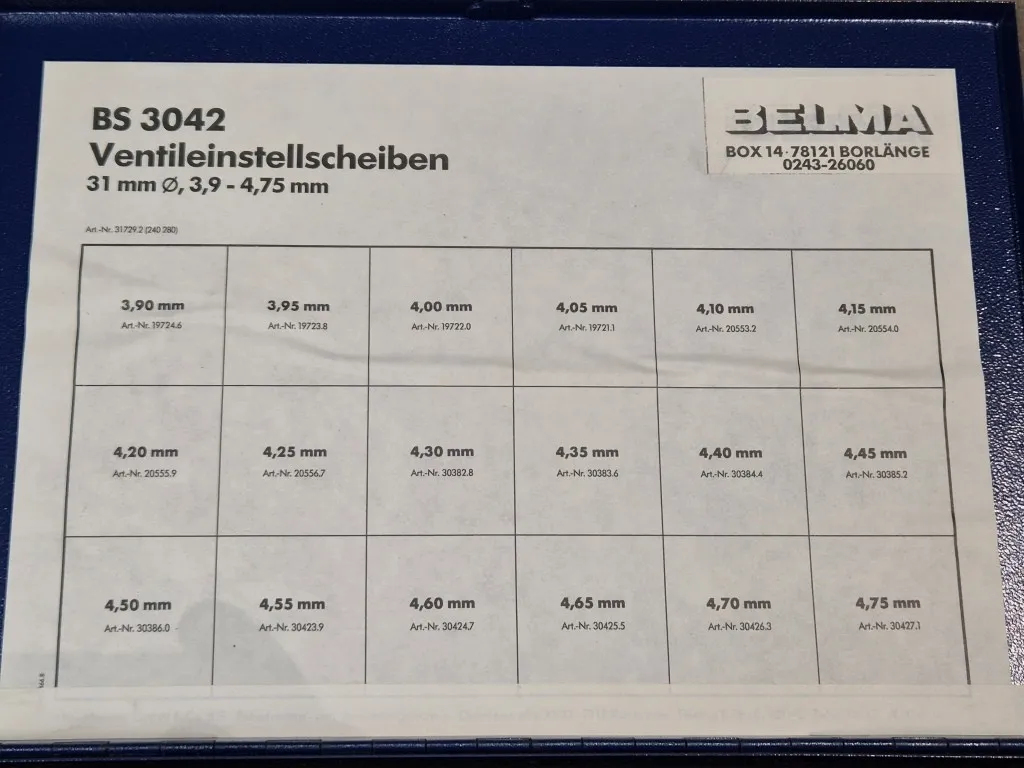 BS 3042
Ventileinstellscheiben
31 mm Ø, 3,9 - 4,75 mm
BELMA
BOX 14·78121 BORLÄNGE
0243-26060
Art.-Nr. 31729.2 (240 280)
3,90 mm 3,95 mm 4,00 mm 4,05 mm 4,10 mm 4,15 mm
Art.-Nr. 19724.6 Art.-Nr. 19723.8 Art.-Nr. 19722.0 Art.-Nr. 19721.1 Art.-Nr. 20553.2 Art.-Nr. 20554.0
4,20 mm 4,25 mm 4,30 mm 4,35 mm 4,40 mm 4,45 mm
Art.-Nr. 20555.9 Art.-Nr. 20556.7 Art.-Nr. 30382.8 Art.-Nr. 30383.6 Art.-Nr. 30384.4 Art.-Nr. 30385.2
4,50 mm 4,55 mm 4,60 mm 4,65 mm 4,70 mm 4,75 mm
Art.-Nr. 30386.0 Art.-Nr. 30423.9 Art.-Nr. 30424.7 Art.-Nr. 30425.5 Art.-Nr. 30426.3 Art.-Nr. 30427.1